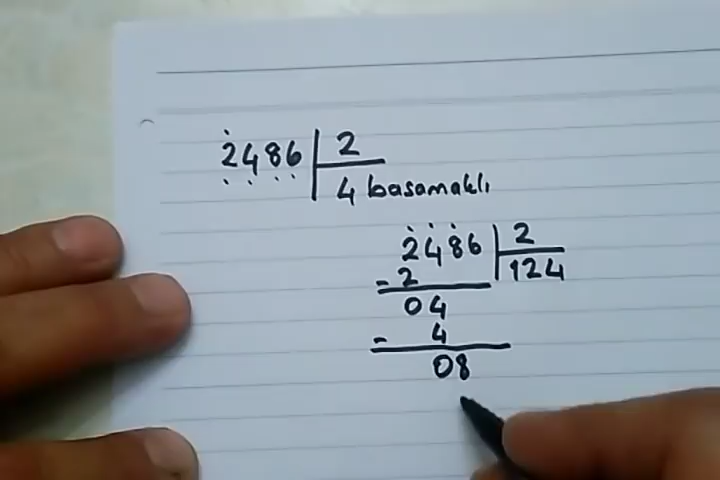 2486 | 2
4 basamaklı
2486 | 2
- 2 | 124
04
- 4
08